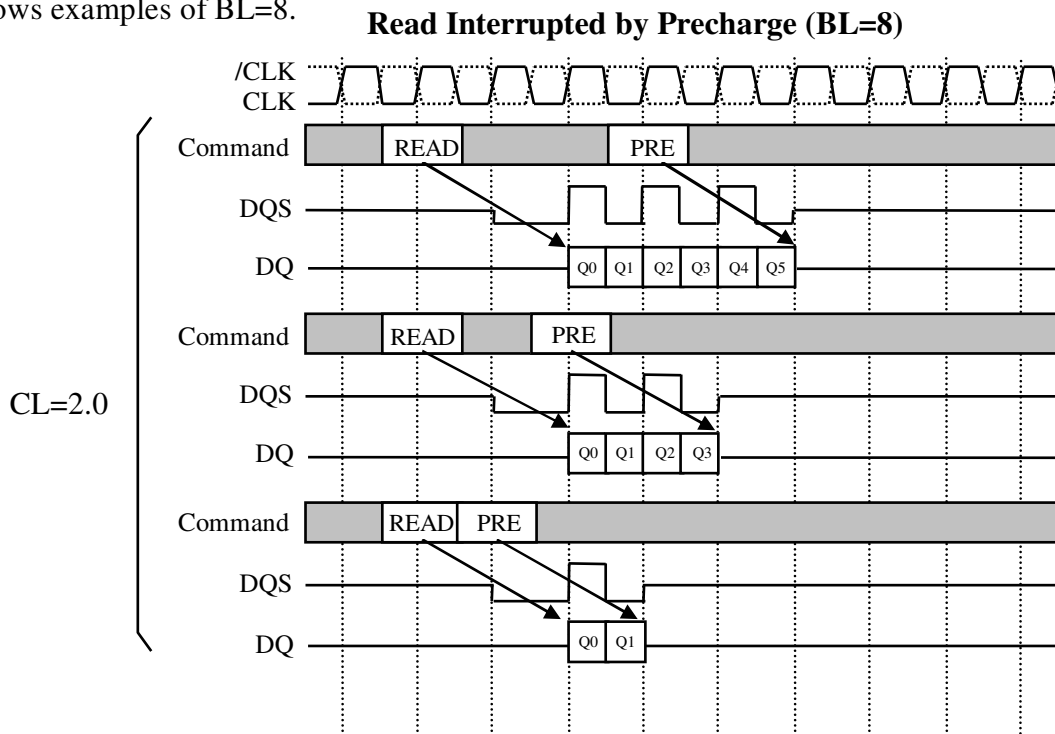 ows examples of BL=8.
Read Interrupted by Precharge (BL=8)
/CLK
CLK
Command READ PRE
DQS
DQ Q0 Q1 Q2 Q3 Q4 Q5
Command READ PRE
CL=2.0
DQS
DQ Q0 Q1 Q2 Q3
Command READ PRE
DQS
DQ Q0 Q1